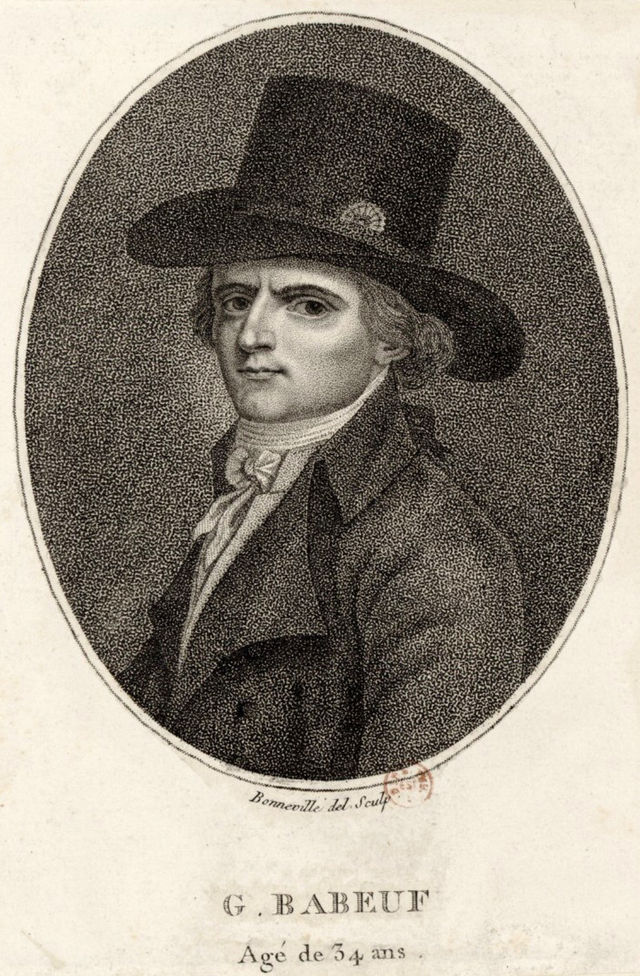 Bonneville del. Sculp
G. BABEUF
Agé de 34 ans.